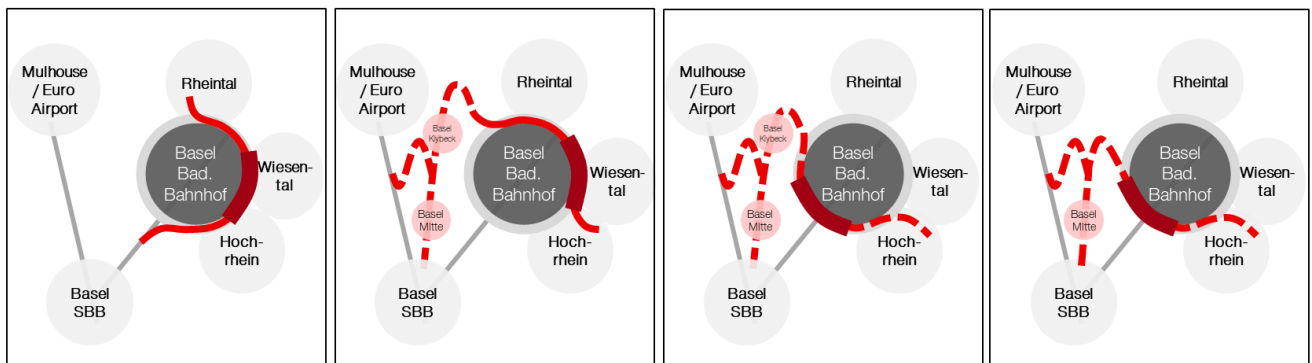 Mulhouse
/ Euro
Airport
Rheintal
Basel
Bad.
Bahnhof
Wiesen-
tal
Hoch-
rhein
Basel
SBB
Mulhouse
/ Euro
Airport
Rheintal
Basel
Klybeck
Basel
Bad.
Bahnhof
Wiesen-
tal
Basel
Mitte
Hoch-
rhein
Basel
SBB
Mulhouse
/ Euro
Airport
Rheintal
Basel
Klybeck
Basel
Bad.
Bahnhof
Wiesen-
tal
Basel
Mitte
Hoch-
rhein
Basel
SBB
Mulhouse
/ Euro
Airport
Rheintal
Basel
Bad.
Bahnhof
Wiesen-
tal
Basel
Mitte
Hoch-
rhein
Basel
SBB